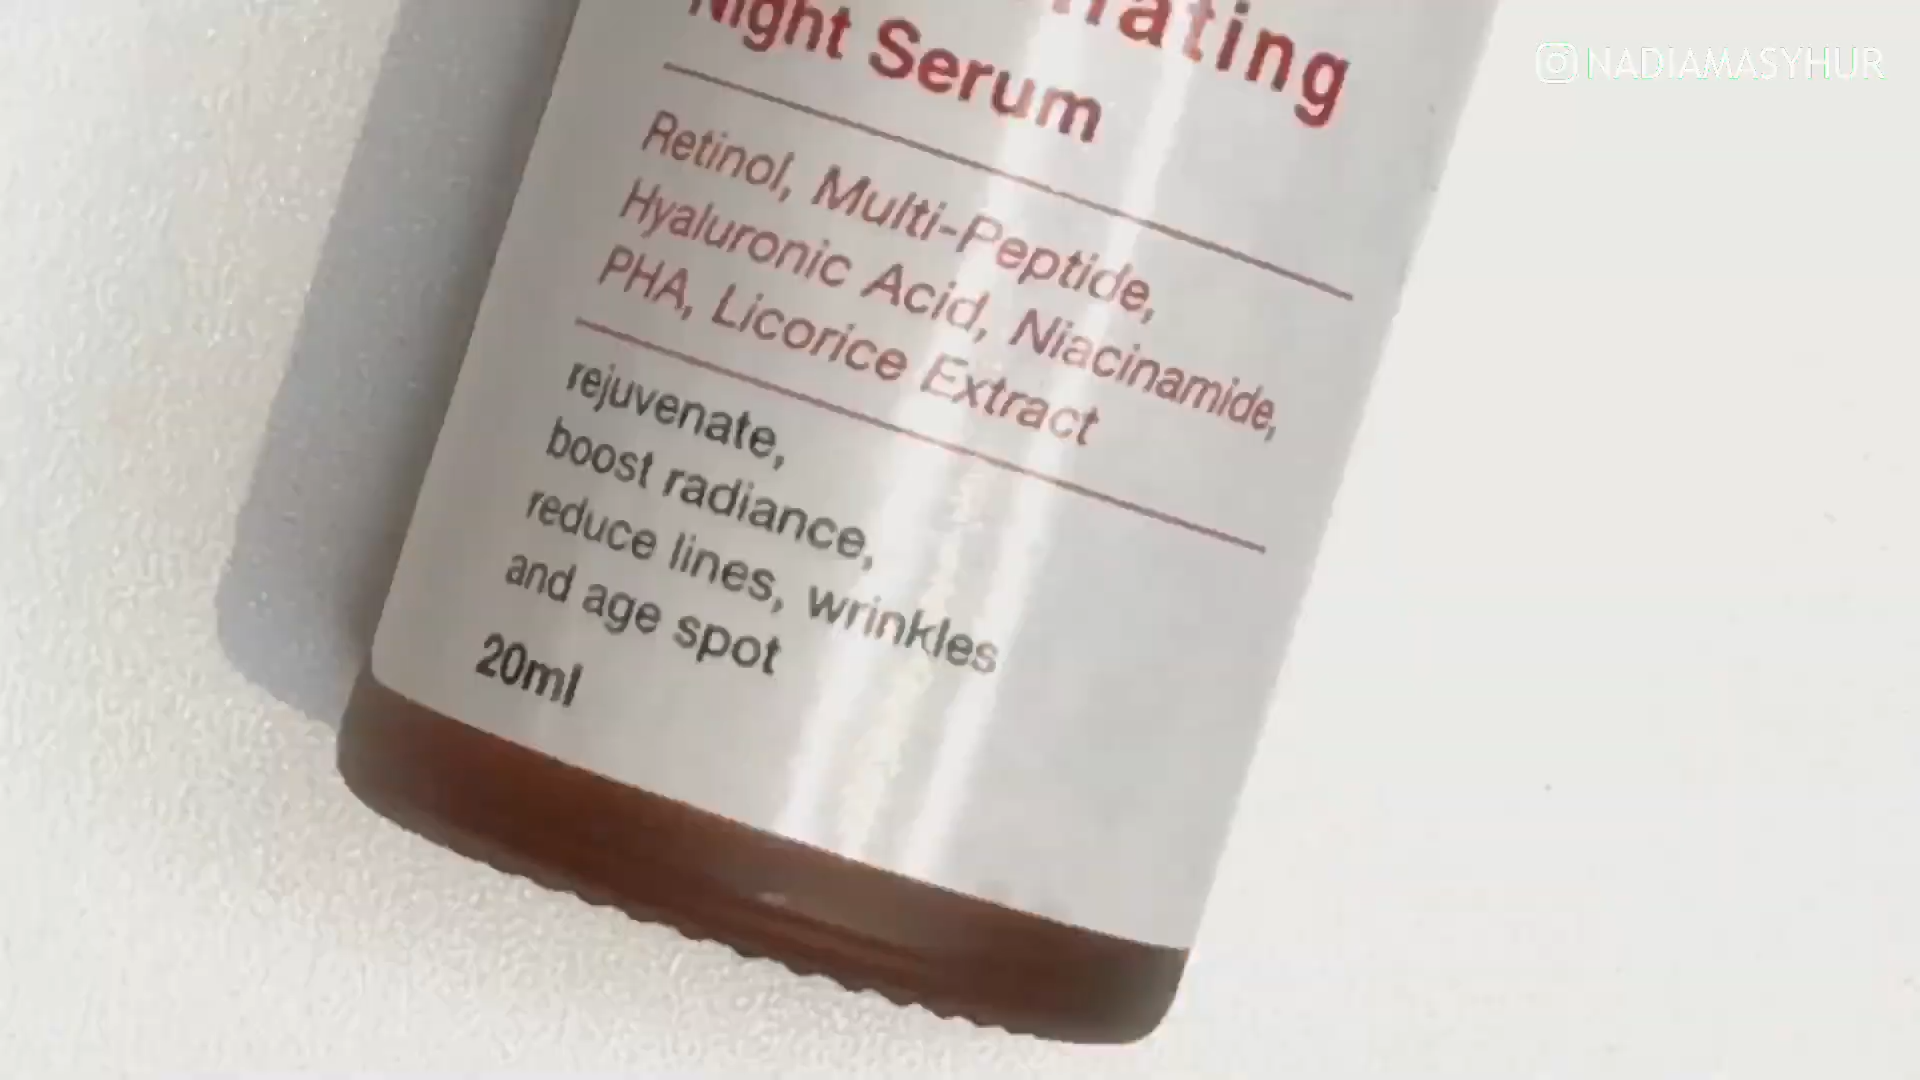 NADIAMASYHUR
Night Serum
Retinol, Multi-Peptide,
Hyaluronic Acid, Niacinamide,
PHA, Licorice Extract
rejuvenate,
boost radiance,
reduce lines, wrinkles
and age spot
20ml